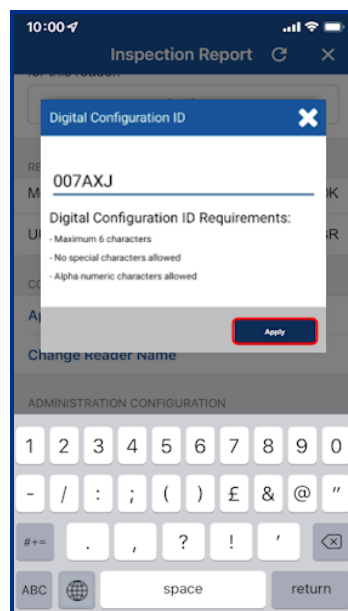 10:00
Inspection Report
Digital Configuration ID
007AXJ
Digital Configuration ID Requirements:
- Maximum 6 characters
- No special characters allowed
- Alpha numeric characters allowed
Apply
Change Reader Name
ADMINISTRATION CONFIGURATION
1 2 3 4 5 6 7 8 9 0
- / : ; ( ) £ & @ "
#+= . , ? ! '
ABC space return